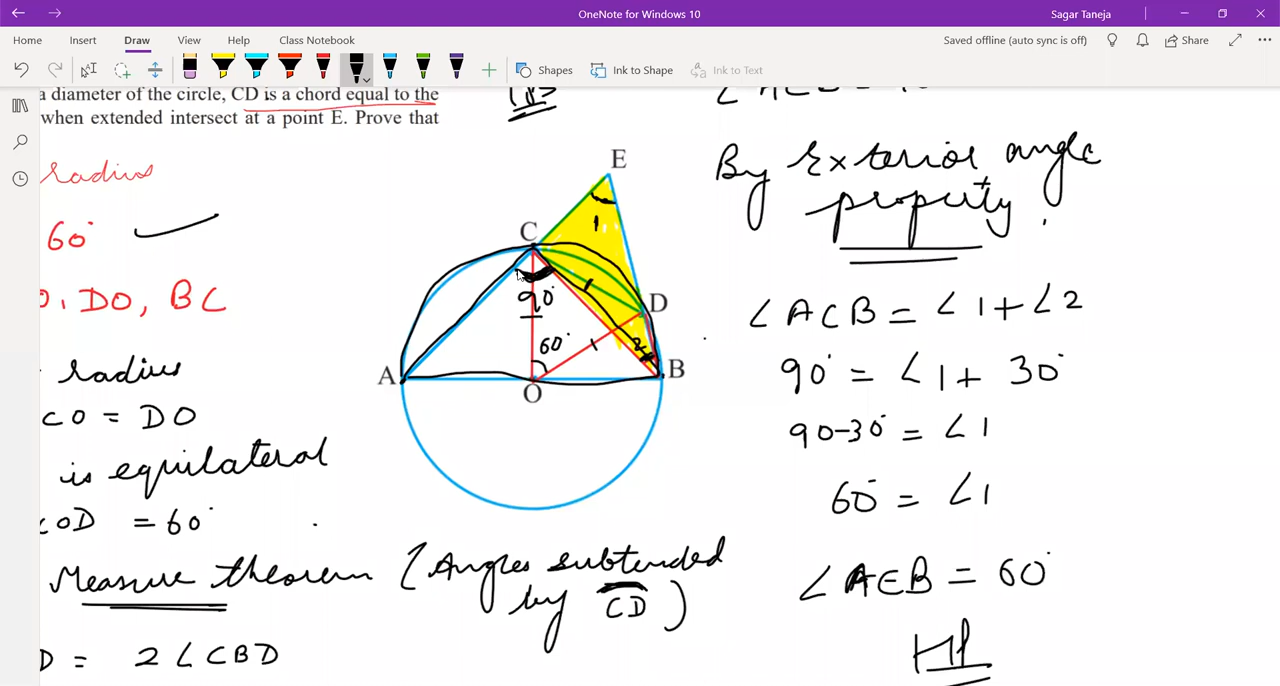 OneNote for Windows 10
Sagar Taneja
Home Insert Draw View Help Class Notebook
Saved offline (auto sync is off)
Share
Shapes
Ink to Shape
Ink to Text
a diameter of the circle, CD is a chord equal to the
when extended intersect at a point E. Prove that
radius
60°
O, DO, BC
radius
CO = DO
is equilateral
COD = 60°
Measure theorem (Angles subtended
by CD)
D = 2∠CBD
E
1
C
D
90°
60°
2
A
O
B
By Exterior angle
property.
∠ACB = ∠1+∠2
90° = ∠1+ 30°
90-30° = ∠1
60° = ∠1
∠AEB = 60°
HP